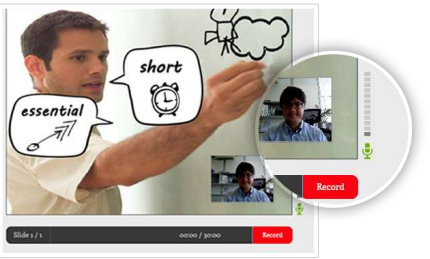 short
essential
Record
Slide 1 / 1
00:00 / 30:00
Record